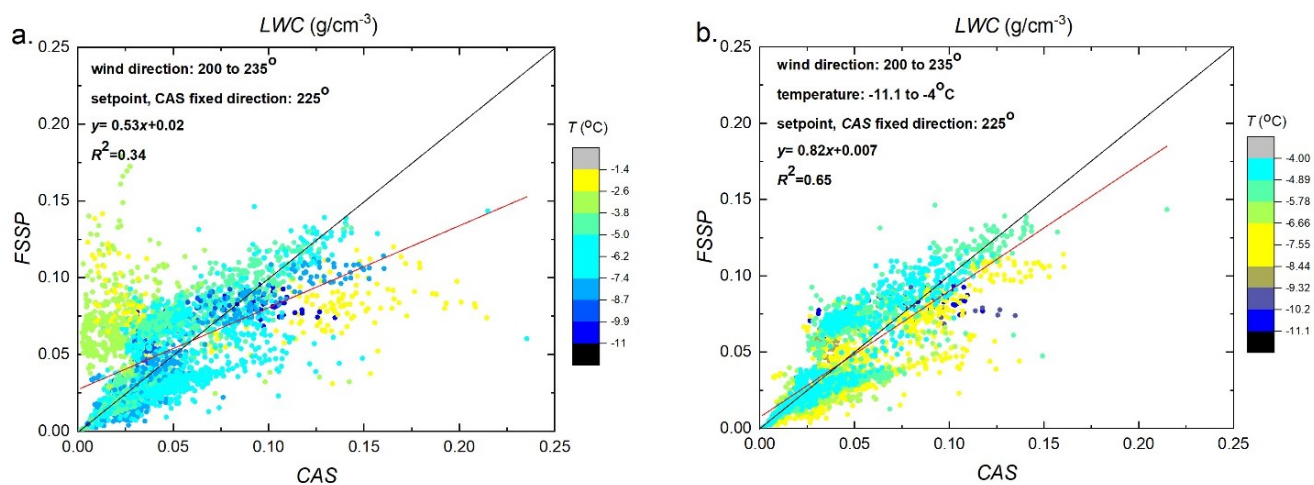 a.
LWC (g/cm⁻³)
wind direction: 200 to 235°
setpoint, CAS fixed direction: 225°
y= 0.53x+0.02
R²=0.34
0.25
0.20
0.15
0.10
0.05
0.00
FSSP
0.00 0.05 0.10 0.15 0.20 0.25
CAS
T (°C)
-1.4
-2.6
-3.8
-5.0
-6.2
-7.4
-8.7
-9.9
-11
b.
LWC (g/cm⁻³)
wind direction: 200 to 235°
temperature: -11.1 to -4°C
setpoint, CAS fixed direction: 225°
y= 0.82x+0.007
R²=0.65
0.25
0.20
0.15
0.10
0.05
0.00
FSSP
0.00 0.05 0.10 0.15 0.20 0.25
CAS
T (°C)
-4.00
-4.89
-5.78
-6.66
-7.55
-8.44
-9.32
-10.2
-11.1